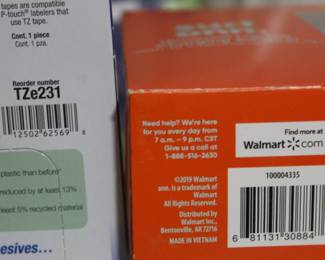 tapes are compatible
P-touch labelers that
use TZ tape.
Cont. 1 piece
Cont. 1 pza.
Reorder number
TZe231
12502 62569 8
plastic than before
reduced by at least 13%
least 5% recycled material
esives...
Need help? We're here
for you every day from
7 a.m. – 9 p.m. CST
Give us a call at
1-888-516-2630
©2019 Walmart
one. is a trademark of
Walmart
All Rights Reserved.
Distributed by
Walmart Inc.,
Bentonville, AR 72716
MADE IN VIETNAM
Find more at
Walmart.com
100004335
6 81131 30884